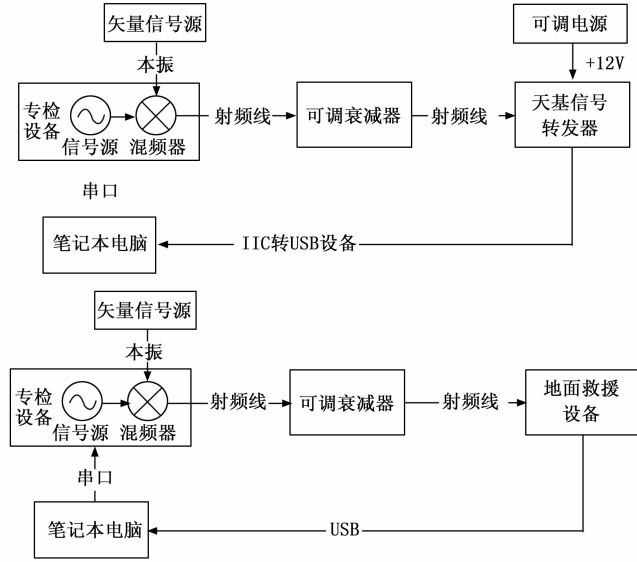 矢量信号源
可调电源
本振
+12V
专检
设备
信号源
混频器
射频线
可调衰减器
射频线
天基信号
转发器
串口
笔记本电脑
IIC转USB设备
矢量信号源
本振
专检
设备
信号源
混频器
射频线
可调衰减器
射频线
地面救援
设备
串口
笔记本电脑
USB